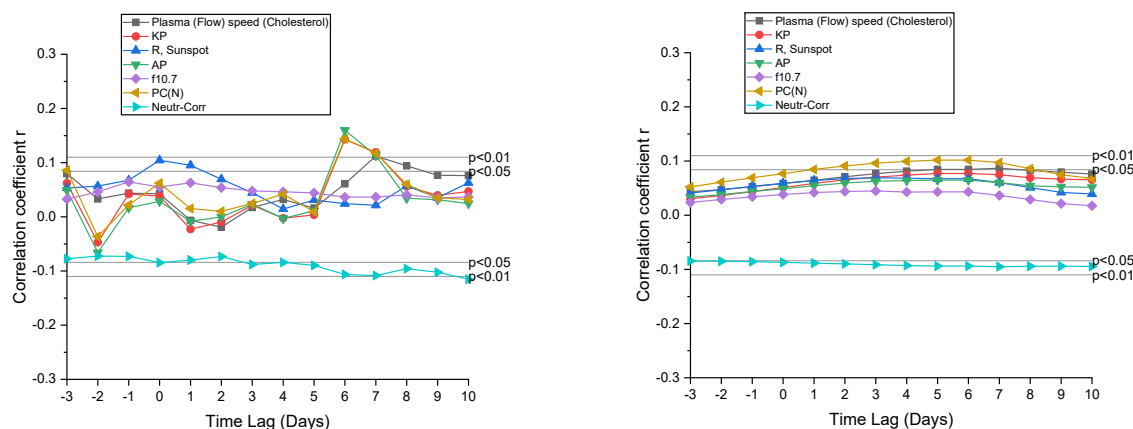 Plasma (Flow) speed (Cholesterol)
KP
R, Sunspot
AP
f10.7
PC(N)
Neutr-Corr
0.3
0.2
0.1
0.0
-0.1
-0.2
-0.3
Correlation coefficient r
p<0.01
p<0.05
p<0.05
p<0.01
-3 -2 -1 0 1 2 3 4 5 6 7 8 9 10
Time Lag (Days)
Plasma (Flow) speed (Cholesterol)
KP
R, Sunspot
AP
f10.7
PC(N)
Neutr-Corr
0.3
0.2
0.1
0.0
-0.1
-0.2
-0.3
Correlation coefficient r
p<0.01
p<0.05
p<0.05
p<0.01
-3 -2 -1 0 1 2 3 4 5 6 7 8 9 10
Time Lag (Days)